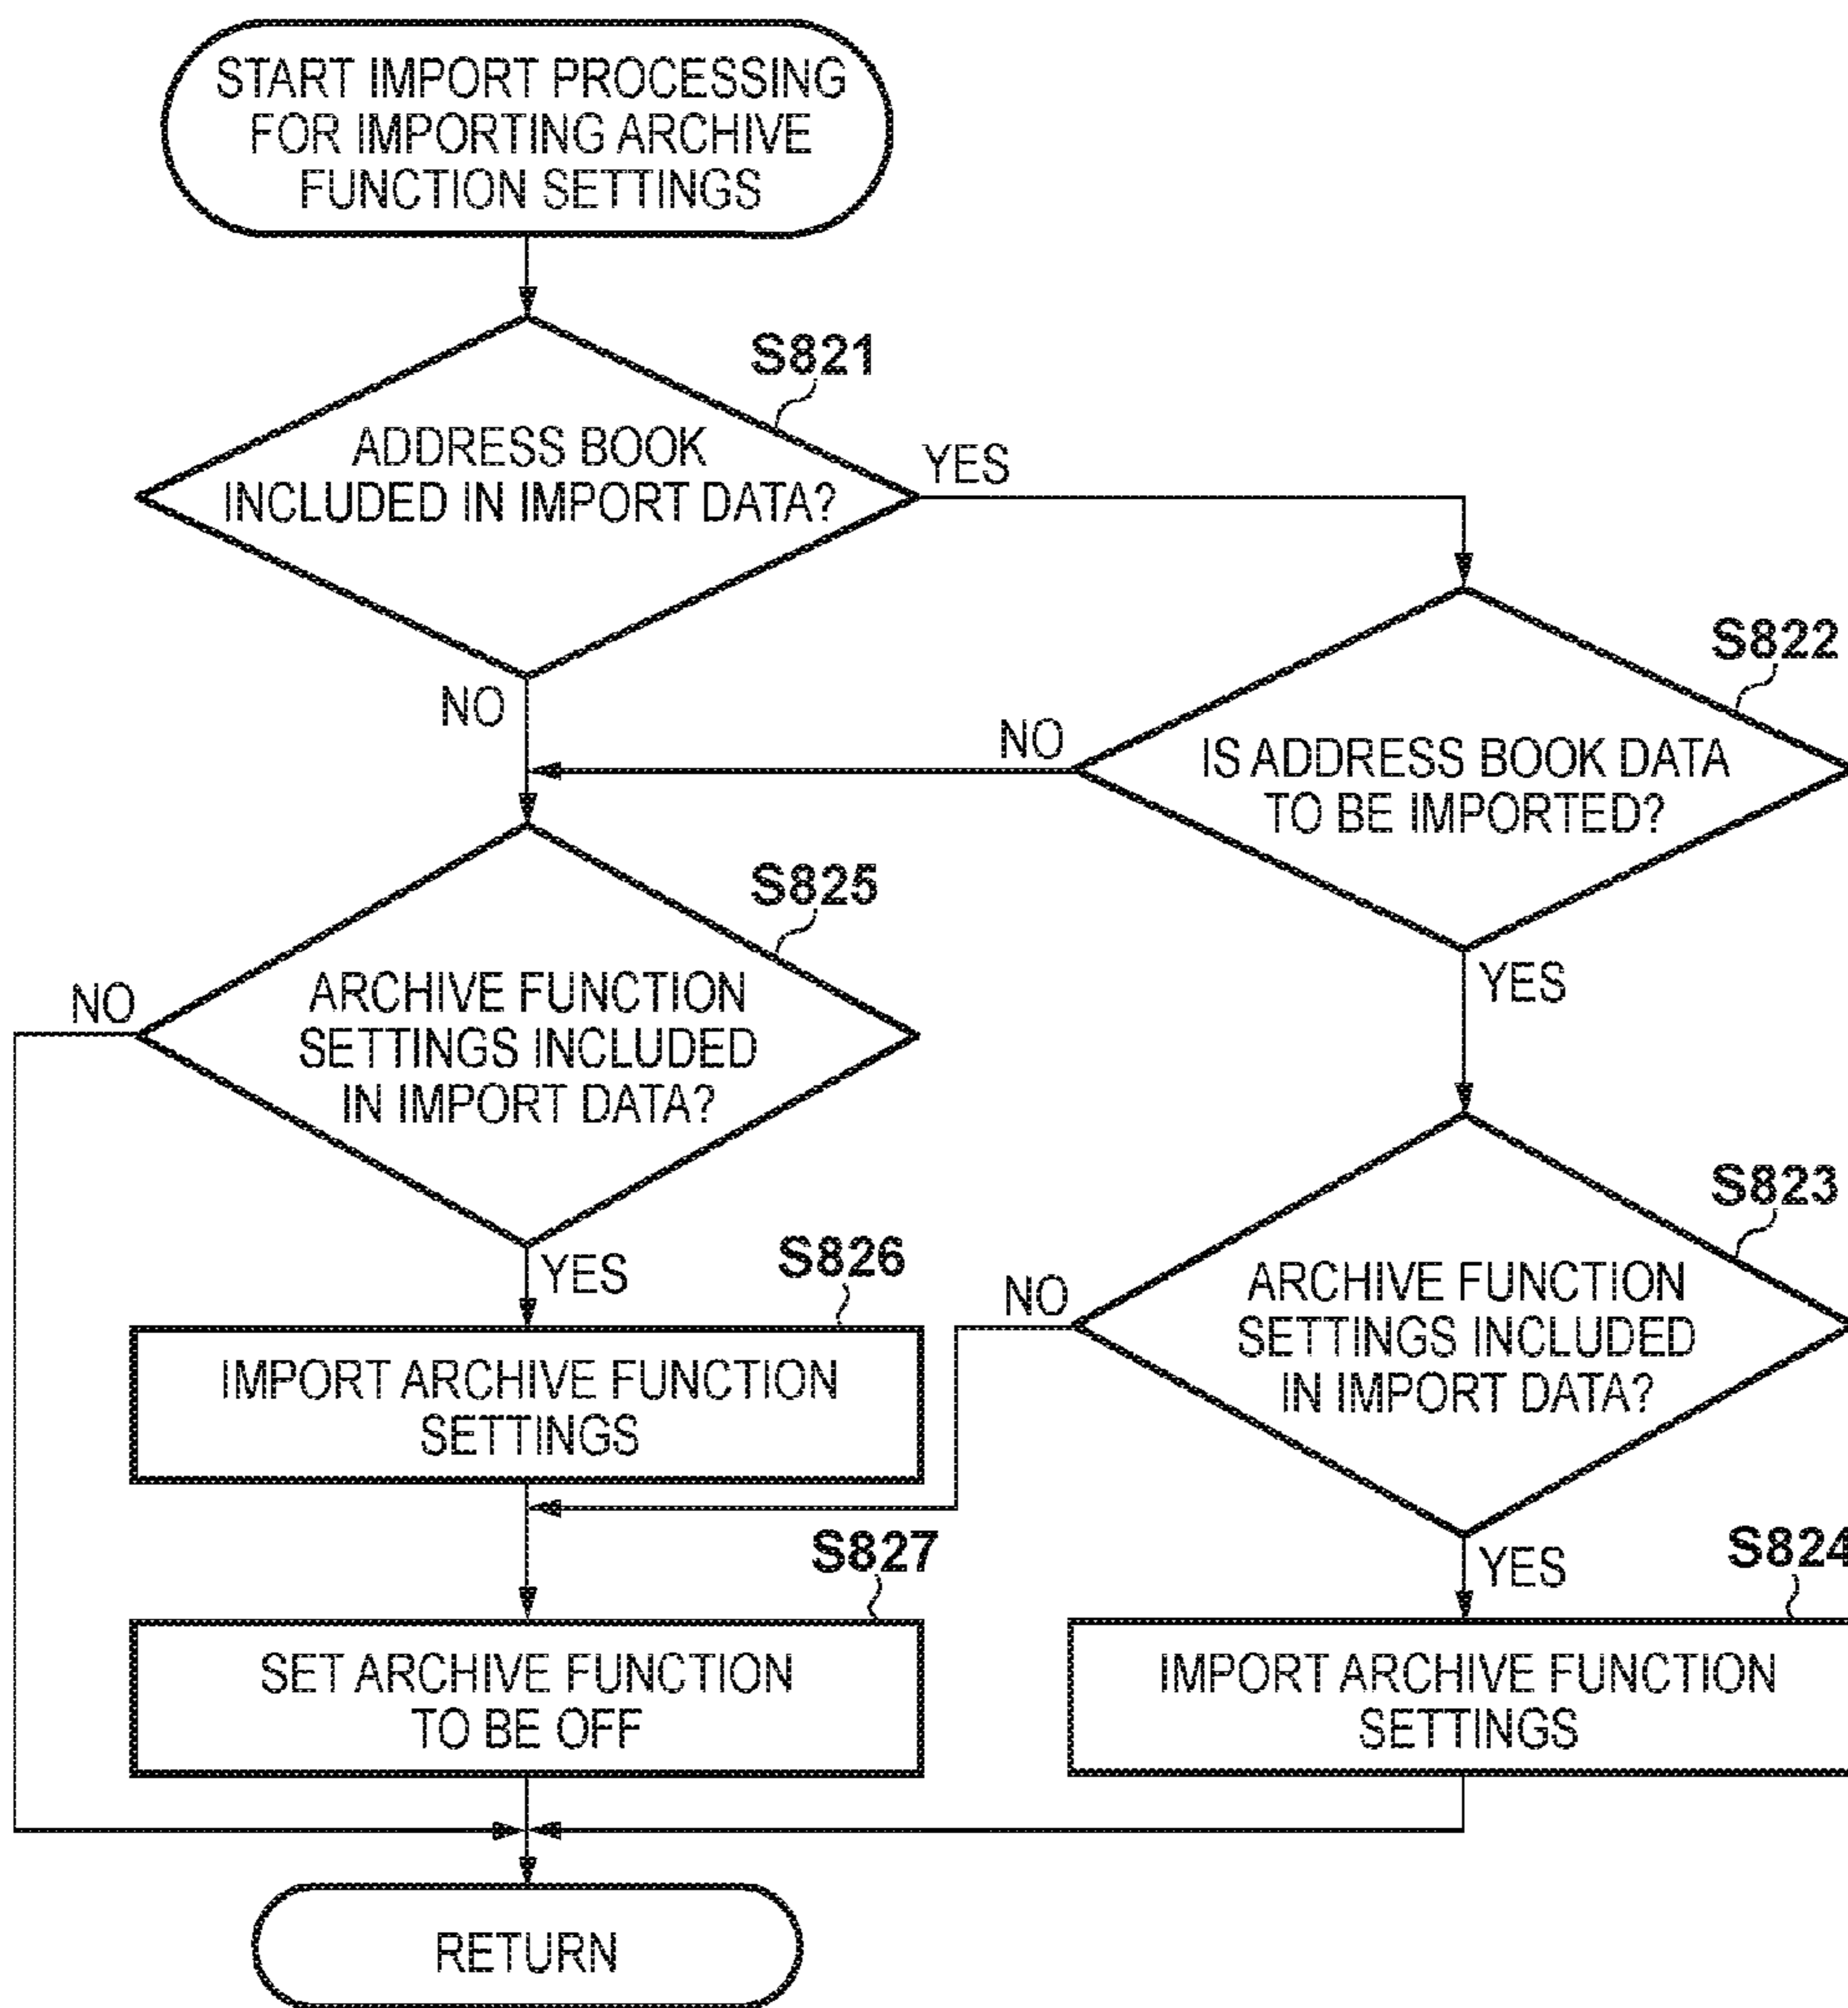 START IMPORT PROCESSING
FOR IMPORTING ARCHIVE
FUNCTION SETTINGS
S821
ADDRESS BOOK
INCLUDED IN IMPORT DATA?
YES
NO
S822
IS ADDRESS BOOK DATA
TO BE IMPORTED?
NO
YES
S825
ARCHIVE FUNCTION
SETTINGS INCLUDED
IN IMPORT DATA?
NO
YES
S823
ARCHIVE FUNCTION
SETTINGS INCLUDED
IN IMPORT DATA?
NO
YES
S826
IMPORT ARCHIVE FUNCTION
SETTINGS
S827
SET ARCHIVE FUNCTION
TO BE OFF
S824
IMPORT ARCHIVE FUNCTION
SETTINGS
RETURN